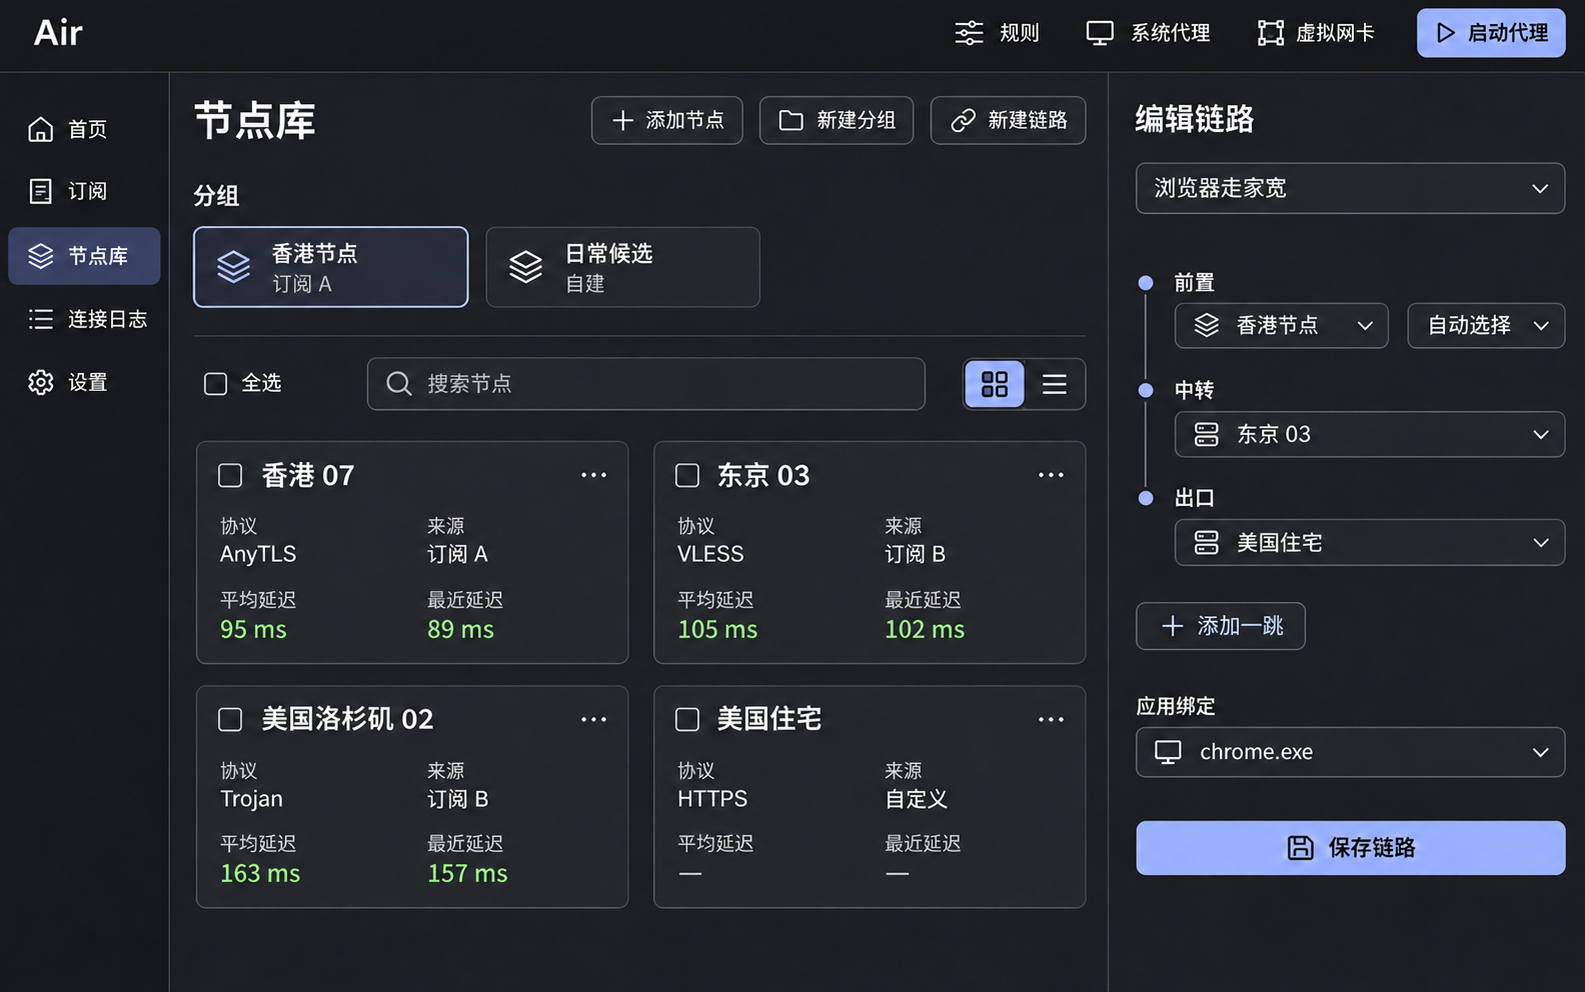 Air
规则
系统代理
虚拟网卡
启动代理
首页
订阅
节点库
连接日志
设置
节点库
添加节点
新建分组
新建链路
分组
香港节点
订阅 A
日常候选
自建
全选
搜索节点
香港 07
协议
来源
AnyTLS
订阅 A
平均延迟
最近延迟
95 ms
89 ms
东京 03
协议
来源
VLESS
订阅 B
平均延迟
最近延迟
105 ms
102 ms
美国洛杉矶 02
协议
来源
Trojan
订阅 B
平均延迟
最近延迟
163 ms
157 ms
美国住宅
协议
来源
HTTPS
自定义
平均延迟
最近延迟
—
—
编辑链路
浏览器走家宽
前置
香港节点
自动选择
中转
东京 03
出口
美国住宅
添加一跳
应用绑定
chrome.exe
保存链路